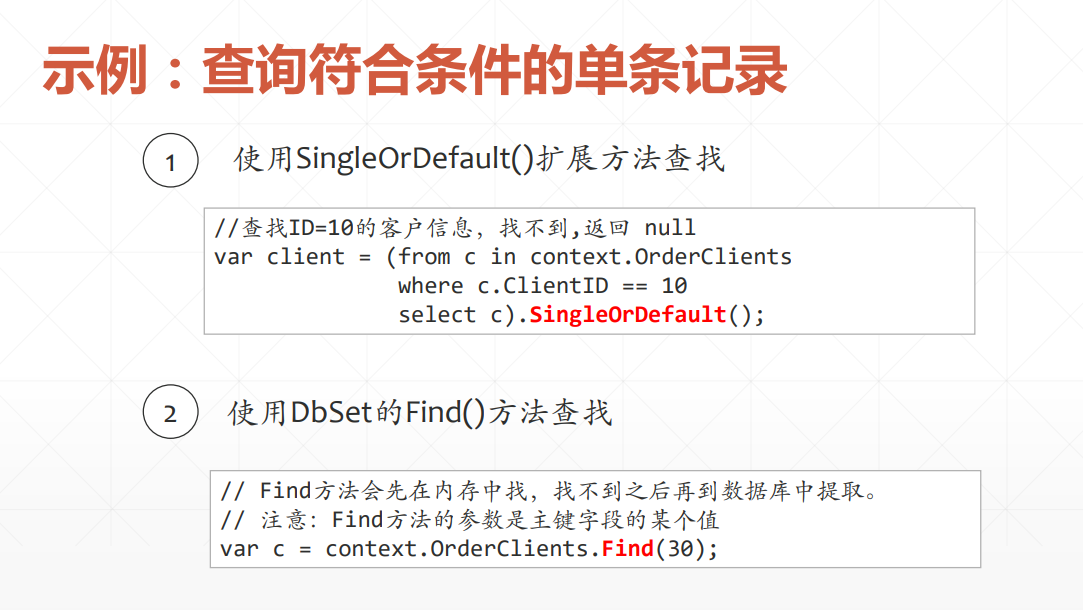 示例：查询符合条件的单条记录
1 使用SingleOrDefault()扩展方法查找
//查找ID=10的客户信息，找不到,返回 null
var client = (from c in context.OrderClients
where c.ClientID == 10
select c).SingleOrDefault();
2 使用DbSet的Find()方法查找
// Find方法会先在内存中找，找不到之后再到数据库中提取。
// 注意：Find方法的参数是主键字段的某个值
var c = context.OrderClients.Find(30);